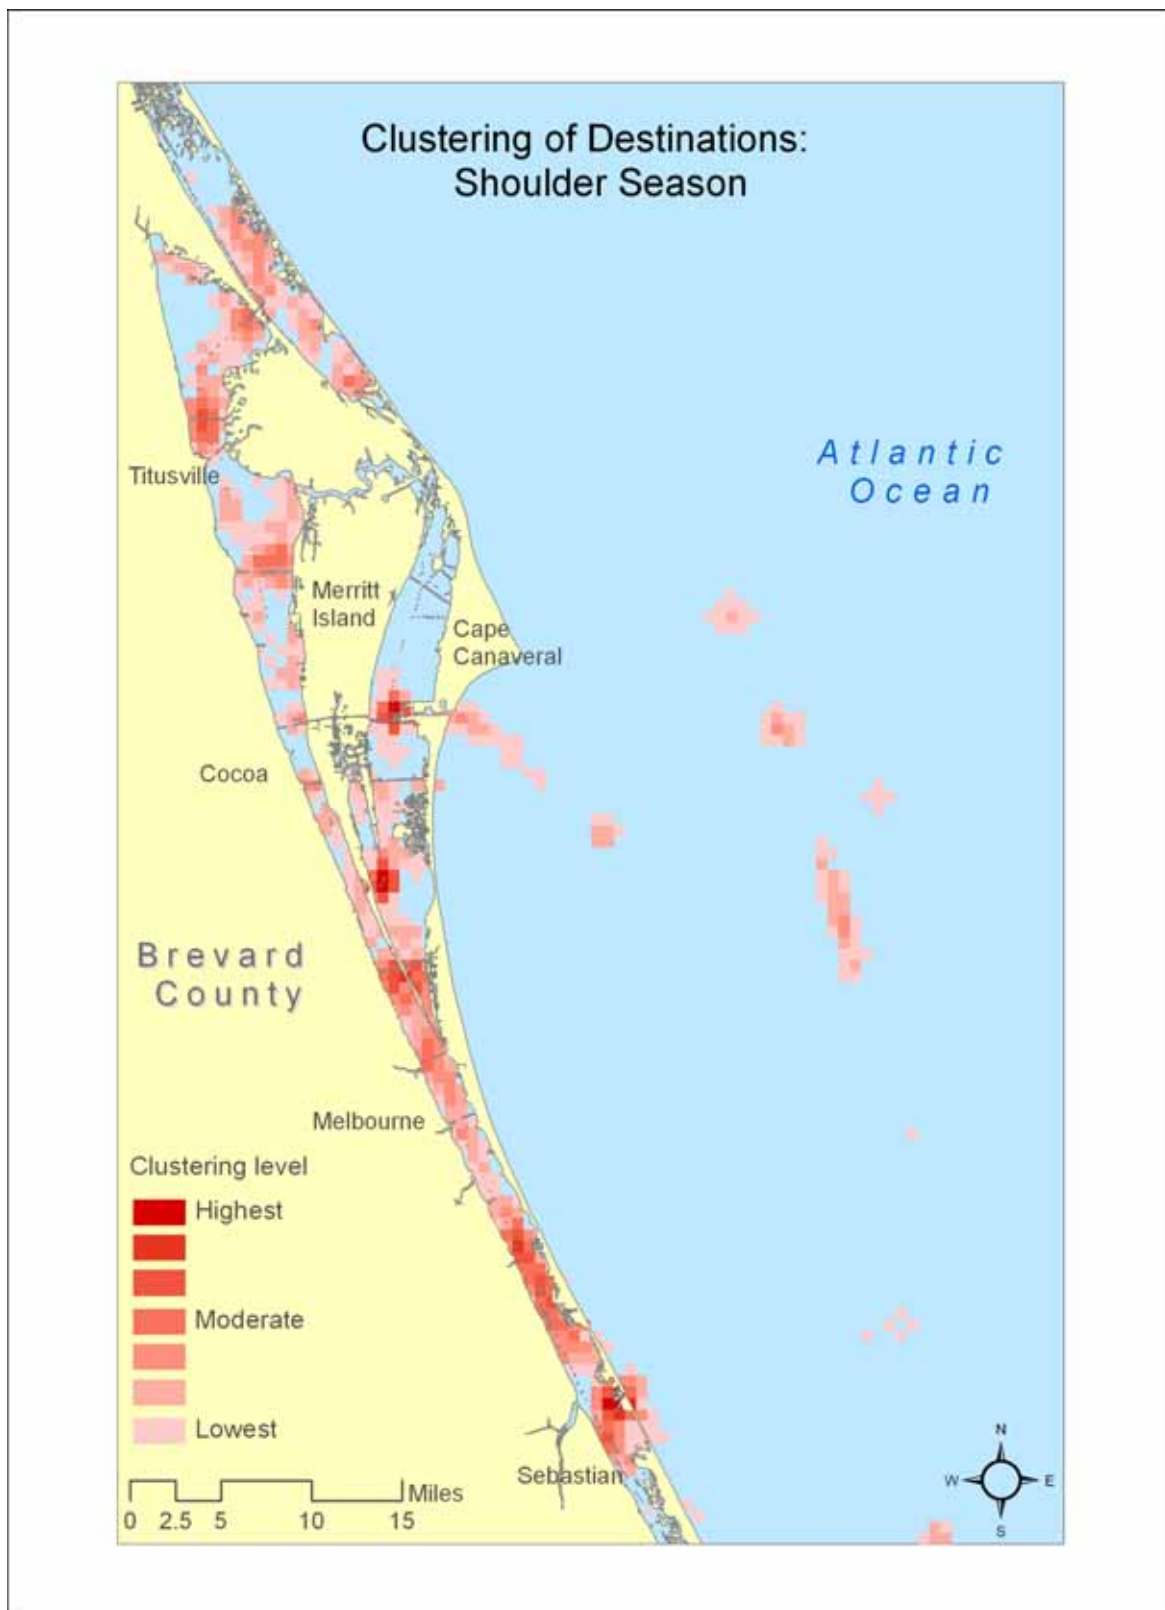 Clustering of Destinations:
Shoulder Season
Atlantic
Ocean
Titusville
Merritt
Island
Cape
Canaveral
Cocoa
Brevard
County
Melbourne
Clustering level
Highest
Moderate
Lowest
Sebastian
Miles
0 2.5 5 10 15
N
W E
S